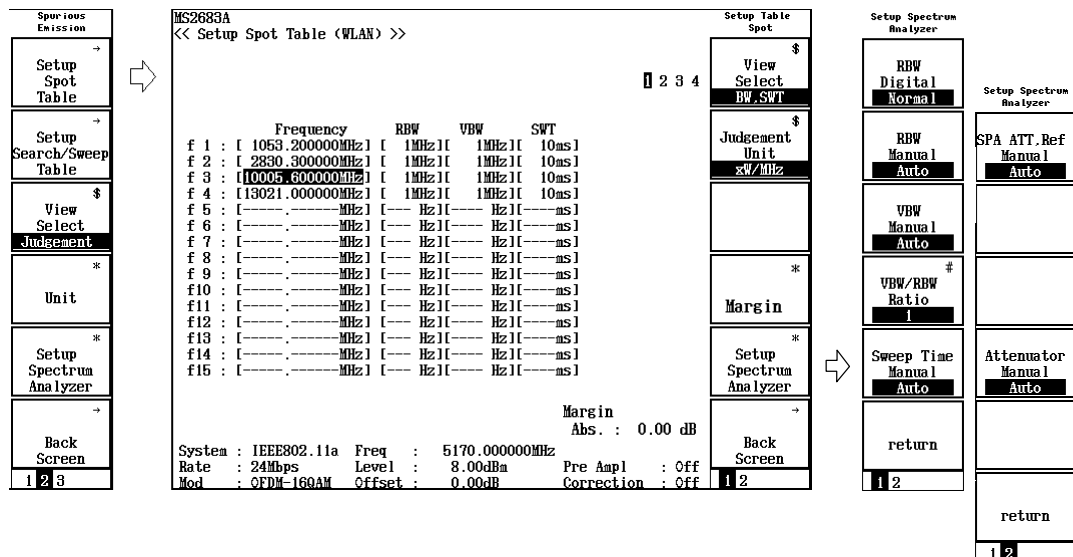 Spurious
Emission
→
Setup
Spot
Table
→
Setup
Search/Sweep
Table
$
View
Select
Judgement
*
Unit
*
Setup
Spectrum
Analyzer
→
Back
Screen
1 2 3
MS2683A
<< Setup Spot Table (WLAN) >>
1 2 3 4
Frequency RBW VBW SWT
f 1 : [ 1053.200000MHz] [ 1MHz][ 1MHz][ 10ms]
f 2 : [ 2830.300000MHz] [ 1MHz][ 1MHz][ 10ms]
f 3 : [10005.600000MHz] [ 1MHz][ 1MHz][ 10ms]
f 4 : [13021.000000MHz] [ 1MHz][ 1MHz][ 10ms]
f 5 : [-----.------MHz] [--- Hz][---- Hz][----ms]
f 6 : [-----.------MHz] [--- Hz][---- Hz][----ms]
f 7 : [-----.------MHz] [--- Hz][---- Hz][----ms]
f 8 : [-----.------MHz] [--- Hz][---- Hz][----ms]
f 9 : [-----.------MHz] [--- Hz][---- Hz][----ms]
f10 : [-----.------MHz] [--- Hz][---- Hz][----ms]
f11 : [-----.------MHz] [--- Hz][---- Hz][----ms]
f12 : [-----.------MHz] [--- Hz][---- Hz][----ms]
f13 : [-----.------MHz] [--- Hz][---- Hz][----ms]
f14 : [-----.------MHz] [--- Hz][---- Hz][----ms]
f15 : [-----.------MHz] [--- Hz][---- Hz][----ms]
Margin
Abs. : 0.00 dB
System : IEEE802.11a Freq : 5170.000000MHz
Rate : 24Mbps Level : 8.00dBm Pre Ampl : Off
Mod : OFDM-16QAM Offset : 0.00dB Correction : Off
Setup Table
Spot
$
View
Select
BW,SWT
$
Judgement
Unit
xW/MHz
*
Margin
*
Setup
Spectrum
Analyzer
→
Back
Screen
1 2
Setup Spectrum
Analyzer
RBW
Digital
Normal
RBW
Manual
Auto
VBW
Manual
Auto
#
VBW/RBW
Ratio
1
Sweep Time
Manual
Auto
return
1 2
Setup Spectrum
Analyzer
SPA ATT,Ref
Manual
Auto
Attenuator
Manual
Auto
return
1 2